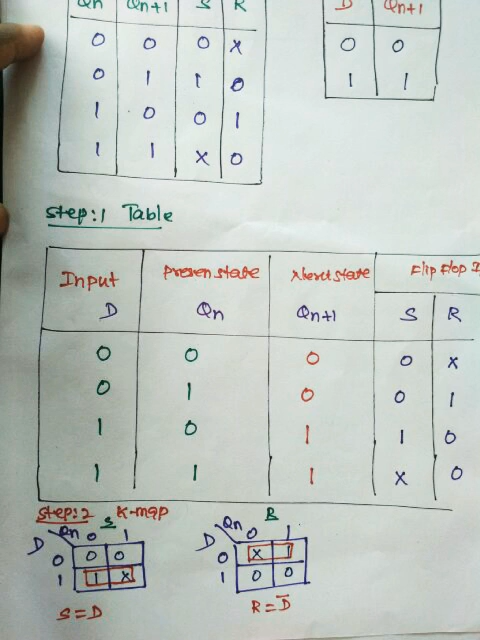 Qn Qn+1 S R
0 0 0 x
0 1 1 0
1 0 0 1
1 1 x 0
D Qn+1
0 0
1 1
step:1 Table
Input Presen state Next state Flip Flop I
D Qn Qn+1 S R
0 0 0 0 x
0 1 0 0 1
1 0 1 1 0
1 1 1 x 0
step:2 K-map
S
D Qn 0 1
0 0 0
1 1 x
S=D
R
D Qn 0 1
0 x 1
1 0 0
R=D̅